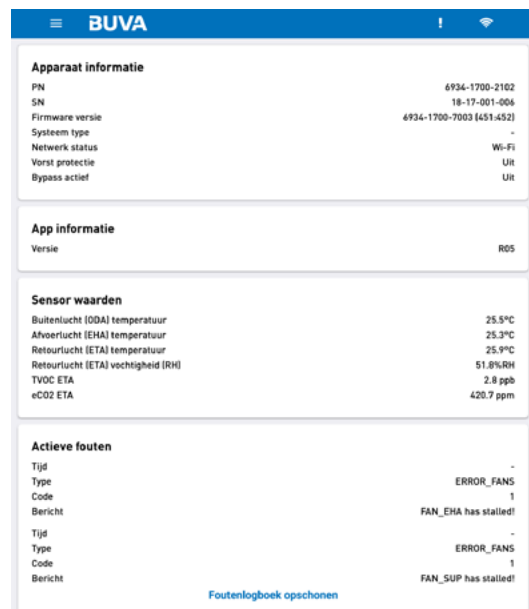 BUVA
Apparaat informatie
PN 6934-1700-2102
SN 18-17-001-006
Firmware versie 6934-1700-7003 (451:452)
Systeem type -
Netwerk status Wi-Fi
Vorst protectie Uit
Bypass actief Uit
App informatie
Versie R05
Sensor waarden
Buitenlucht (ODA) temperatuur 25.5°C
Afvoerlucht (EHA) temperatuur 25.3°C
Retourlucht (ETA) temperatuur 25.9°C
Retourlucht (ETA) vochtigheid (RH) 51.8%RH
TVOC ETA 2.8 ppb
eCO2 ETA 420.7 ppm
Actieve fouten
Tijd -
Type ERROR_FANS
Code 1
Bericht FAN_EHA has stalled!
Tijd -
Type ERROR_FANS
Code 1
Bericht FAN_SUP has stalled!
Foutenlogboek opschonen